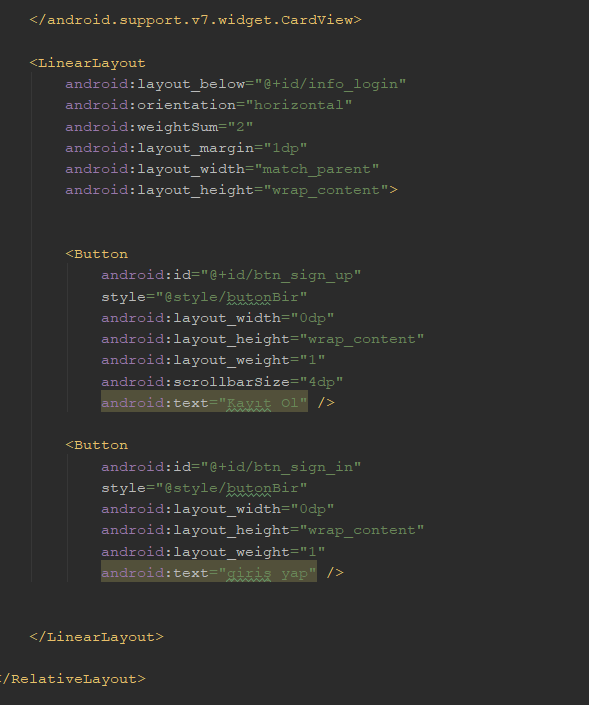 </android.support.v7.widget.CardView>
<LinearLayout
android:layout_below="@+id/info_login"
android:orientation="horizontal"
android:weightSum="2"
android:layout_margin="1dp"
android:layout_width="match_parent"
android:layout_height="wrap_content">
<Button
android:id="@+id/btn_sign_up"
style="@style/butonBir"
android:layout_width="0dp"
android:layout_height="wrap_content"
android:layout_weight="1"
android:scrollbarSize="4dp"
android:text="Kayıt Ol" />
<Button
android:id="@+id/btn_sign_in"
style="@style/butonBir"
android:layout_width="0dp"
android:layout_height="wrap_content"
android:layout_weight="1"
android:text="giriş yap" />
</LinearLayout>
</RelativeLayout>